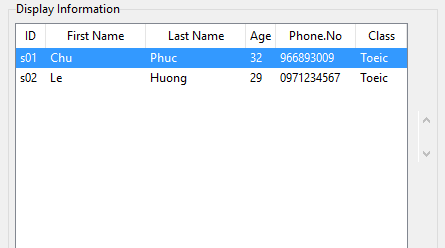 Display Information
ID First Name Last Name Age Phone.No Class
s01 Chu Phuc 32 966893009 Toeic
s02 Le Huong 29 0971234567 Toeic